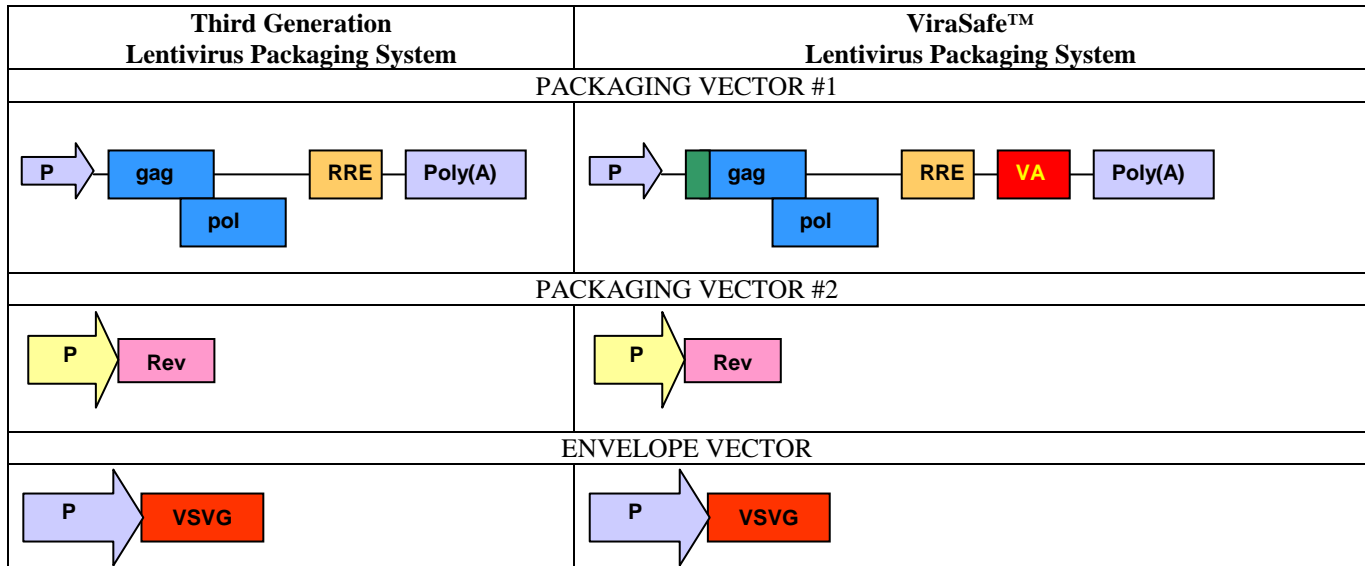 Third Generation
Lentivirus Packaging System
ViraSafe™
Lentivirus Packaging System
PACKAGING VECTOR #1
P gag RRE Poly(A)
pol
P gag RRE VA Poly(A)
pol
PACKAGING VECTOR #2
P Rev
P Rev
ENVELOPE VECTOR
P VSVG
P VSVG